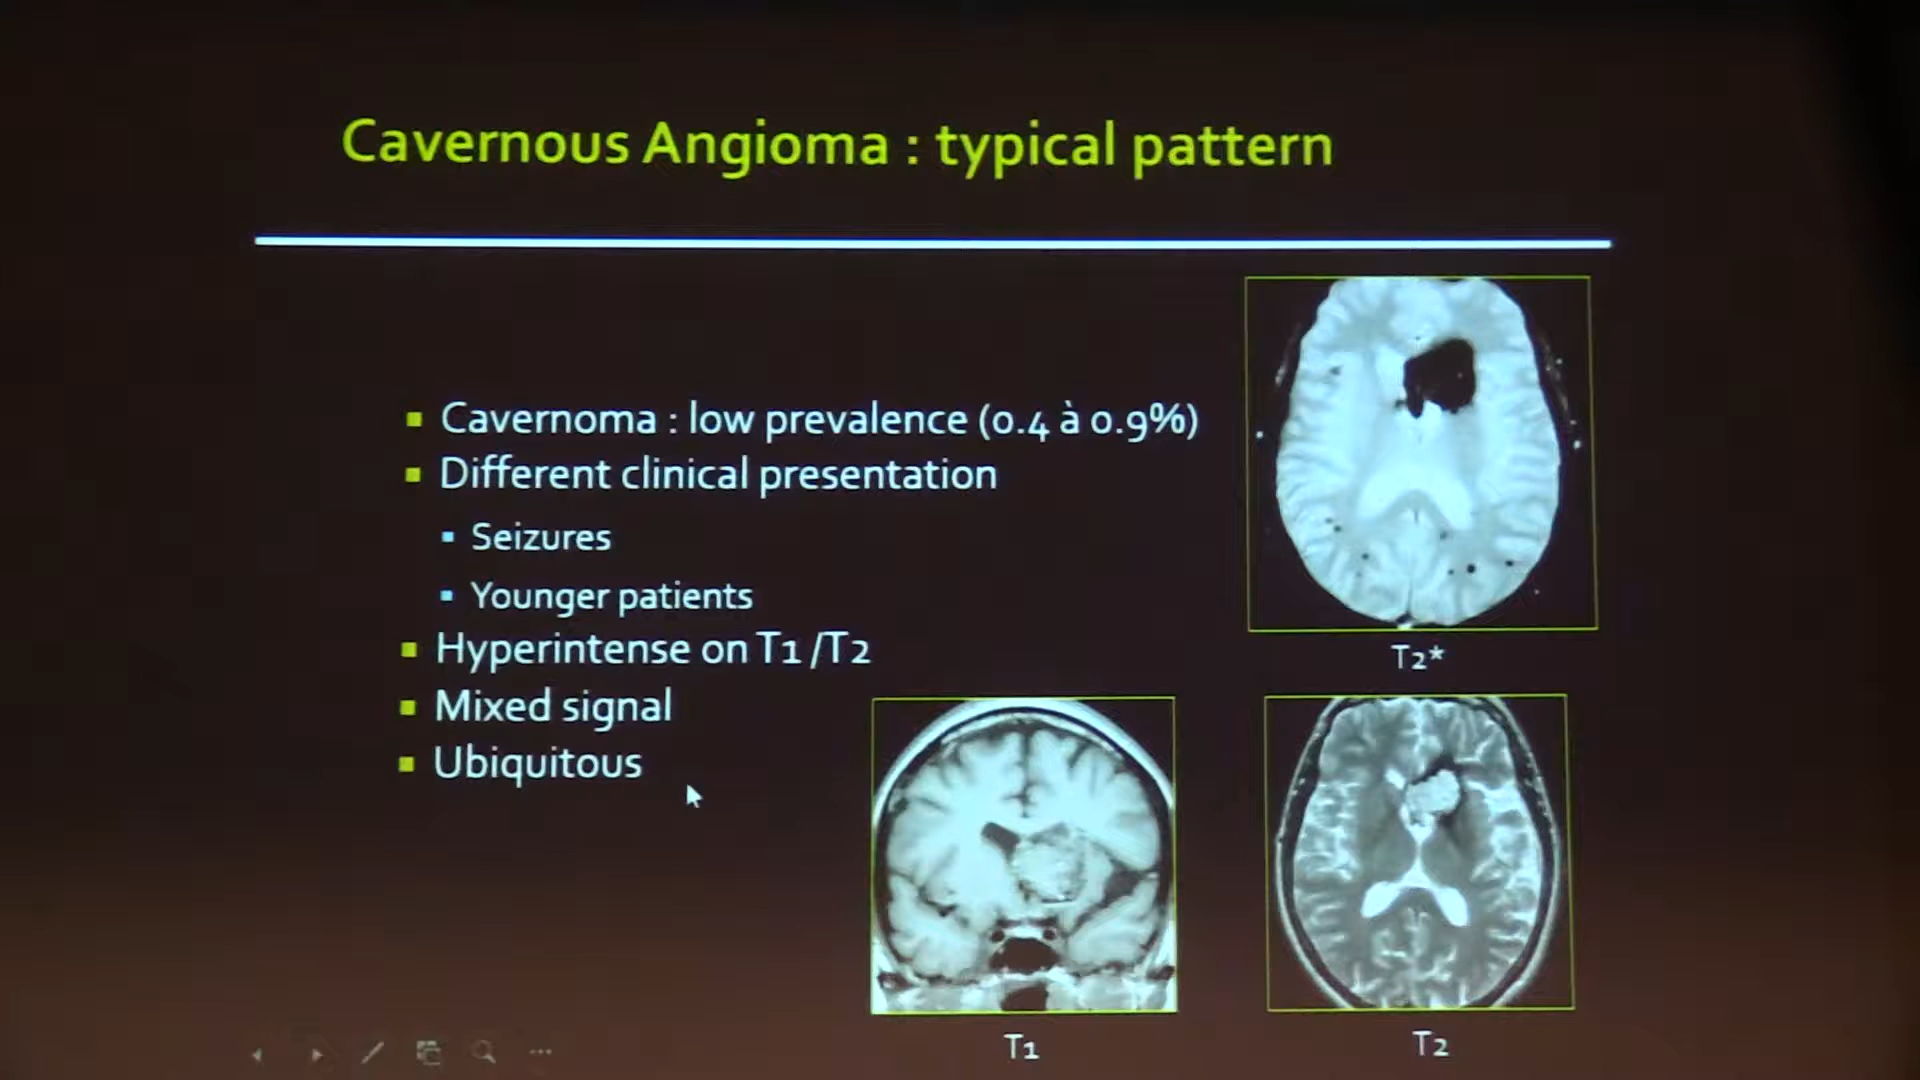 Cavernous Angioma : typical pattern
Cavernoma : low prevalence (0.4 à 0.9%)
Different clinical presentation
Seizures
Younger patients
Hyperintense on T1 /T2
Mixed signal
Ubiquitous
T2*
T1
T2